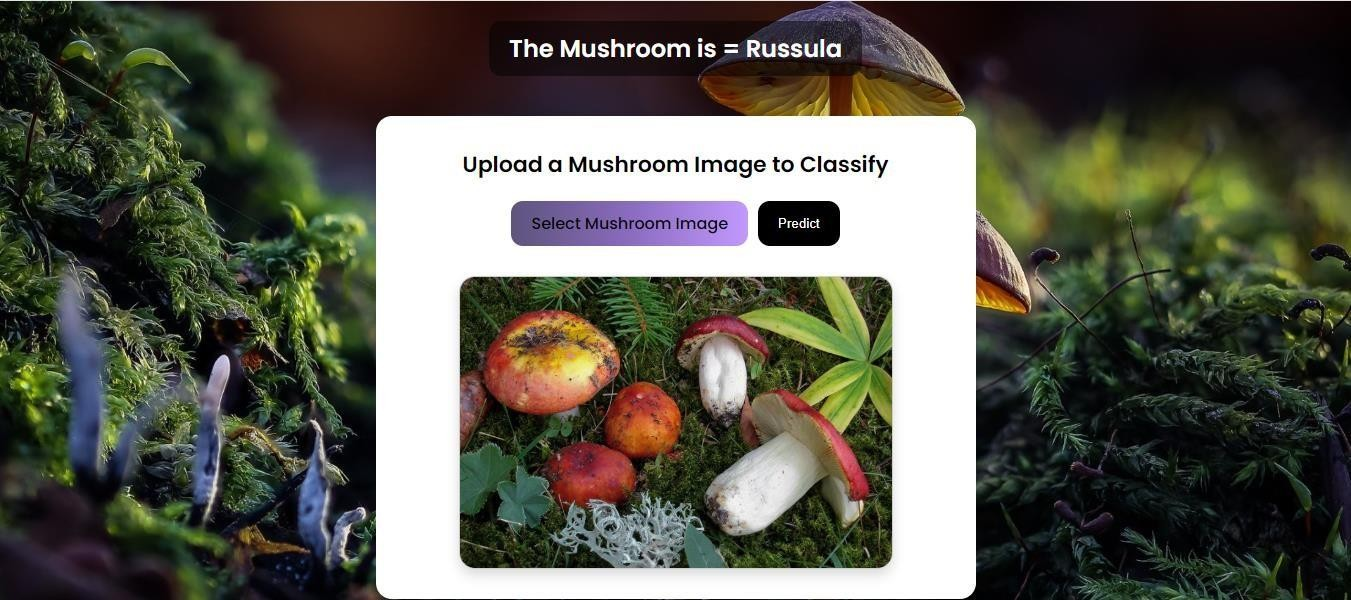 The Mushroom is = Russula
Upload a Mushroom Image to Classify
Select Mushroom Image
Predict